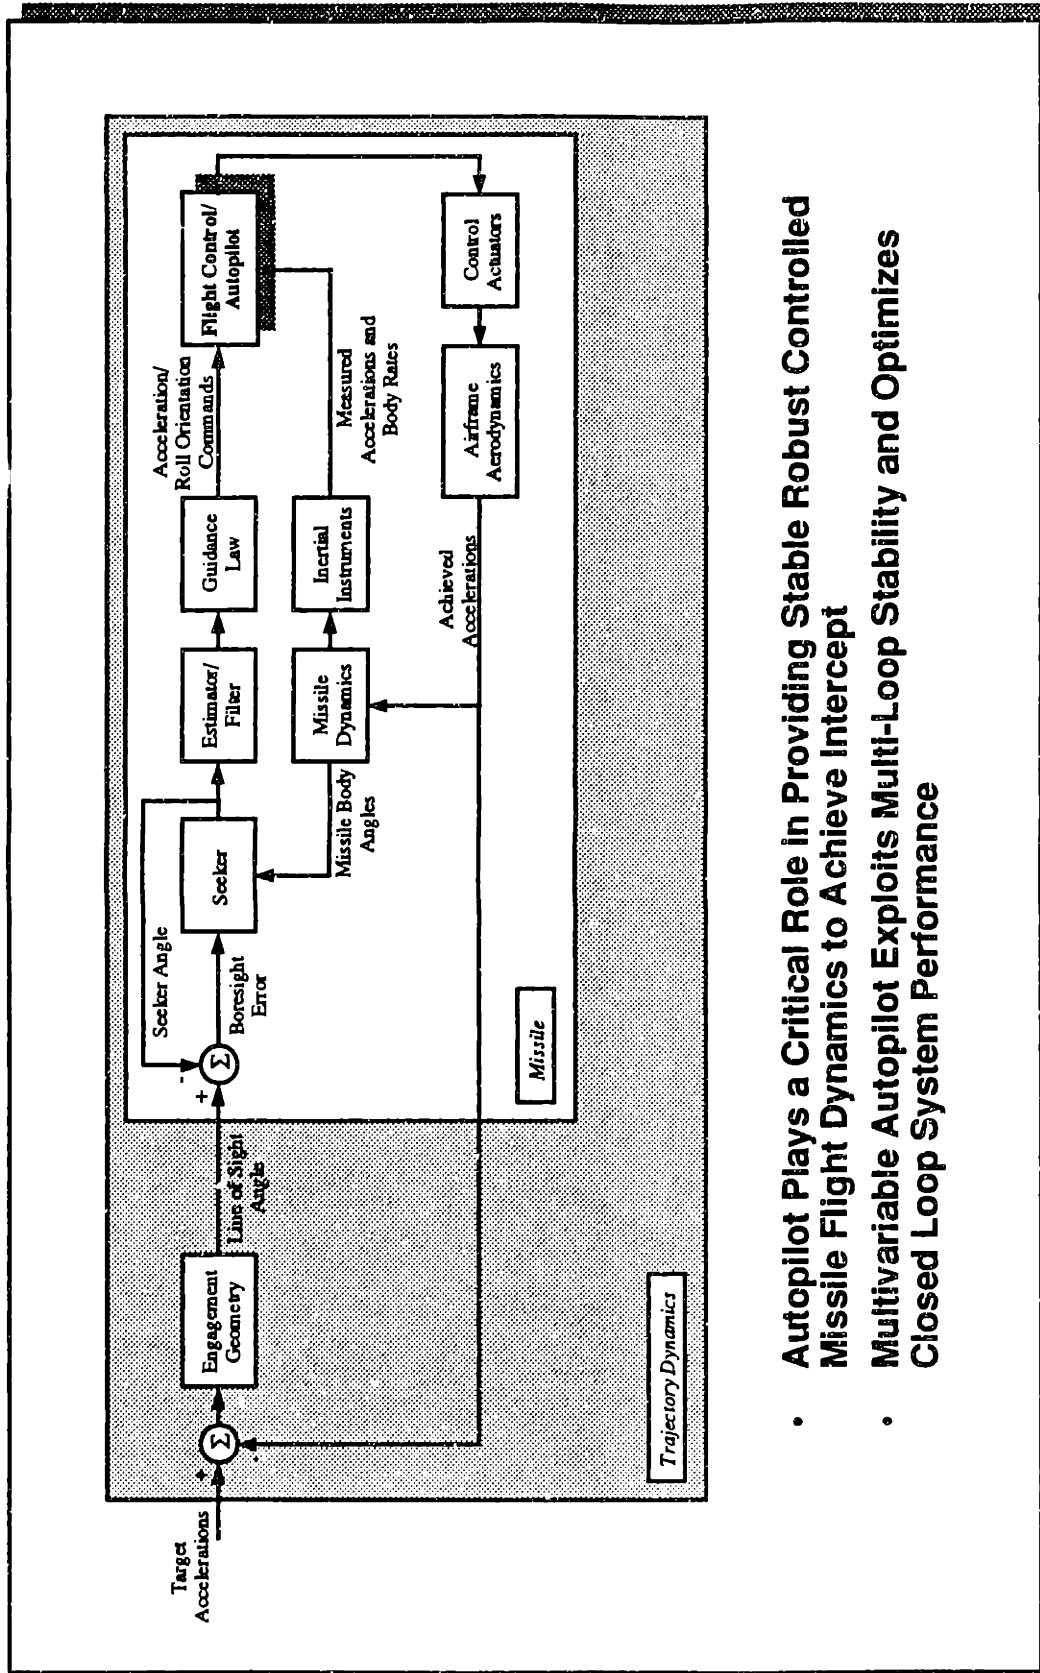 Target
Accelerations
+
-
Σ
Engagement
Geometry
Line of Sight
Angle
+
-
Σ
Seeker Angle
Boresight
Error
Seeker
Estimator/
Filter
Guidance
Law
Acceleration/
Roll Orientation
Commands
Flight Control/
Autopilot
Missile Body
Angles
Missile
Dynamics
Inertial
Instruments
Measured
Accelerations and
Body Rates
Achieved
Accelerations
Airframe
Aerodynamics
Control
Actuators
Missile
Trajectory Dynamics
• Autopilot Plays a Critical Role in Providing Stable Robust Controlled
Missile Flight Dynamics to Achieve Intercept
• Multivariable Autopilot Exploits Multi-Loop Stability and Optimizes
Closed Loop System Performance